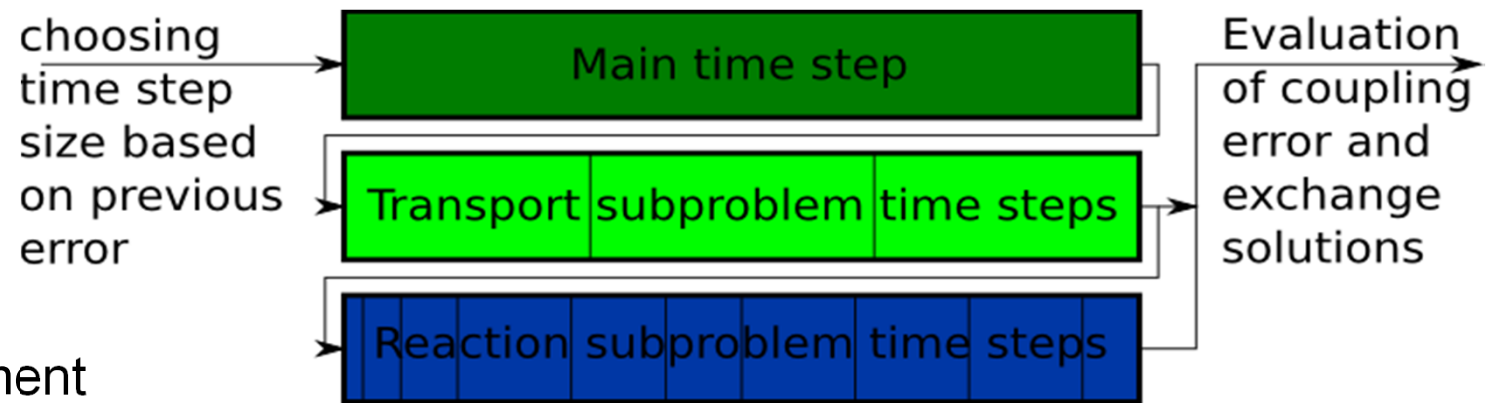 choosing
time step
size based
on previous
error
Main time step
Transport subproblem time steps
Reaction subproblem time steps
Evaluation
of coupling
error and
exchange
solutions